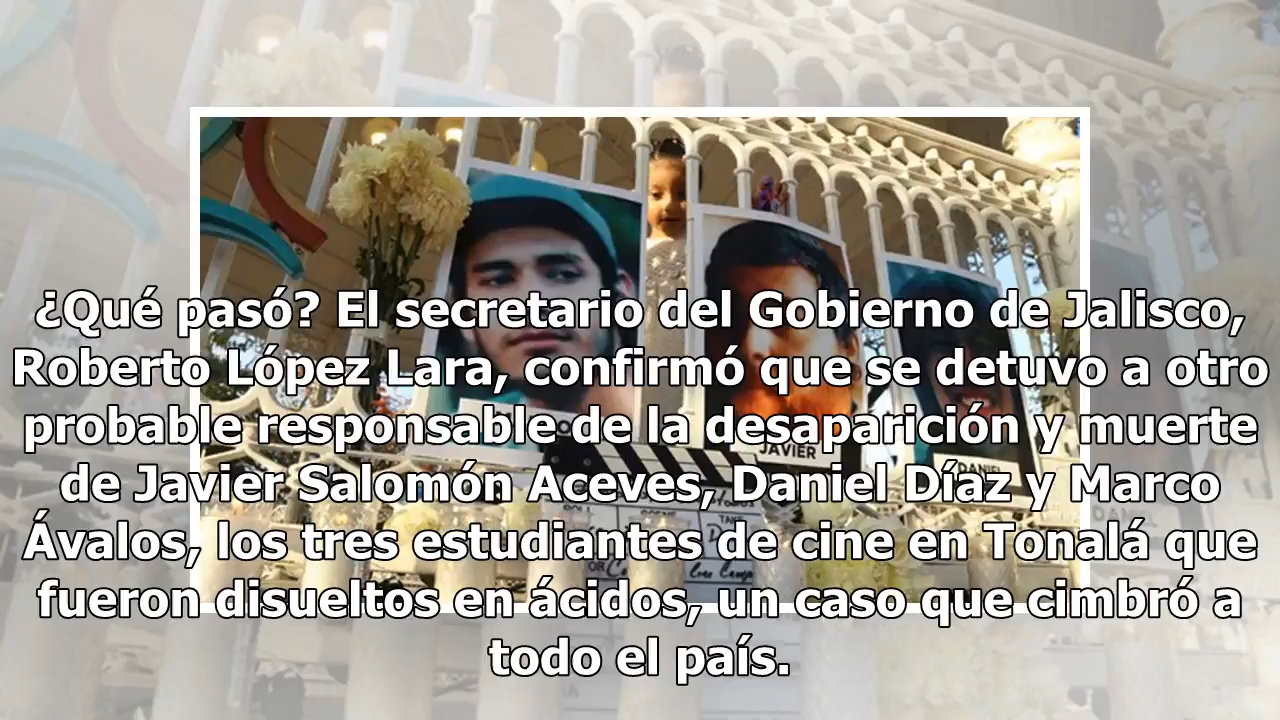 ¿Qué pasó? El secretario del Gobierno de Jalisco,
Roberto López Lara, confirmó que se detuvo a otro
probable responsable de la desaparición y muerte
de Javier Salomón Aceves, Daniel Díaz y Marco
Ávalos, los tres estudiantes de cine en Tonalá que
fueron disueltos en ácidos, un caso que cimbró a
todo el país.
JAVIER
DANIEL